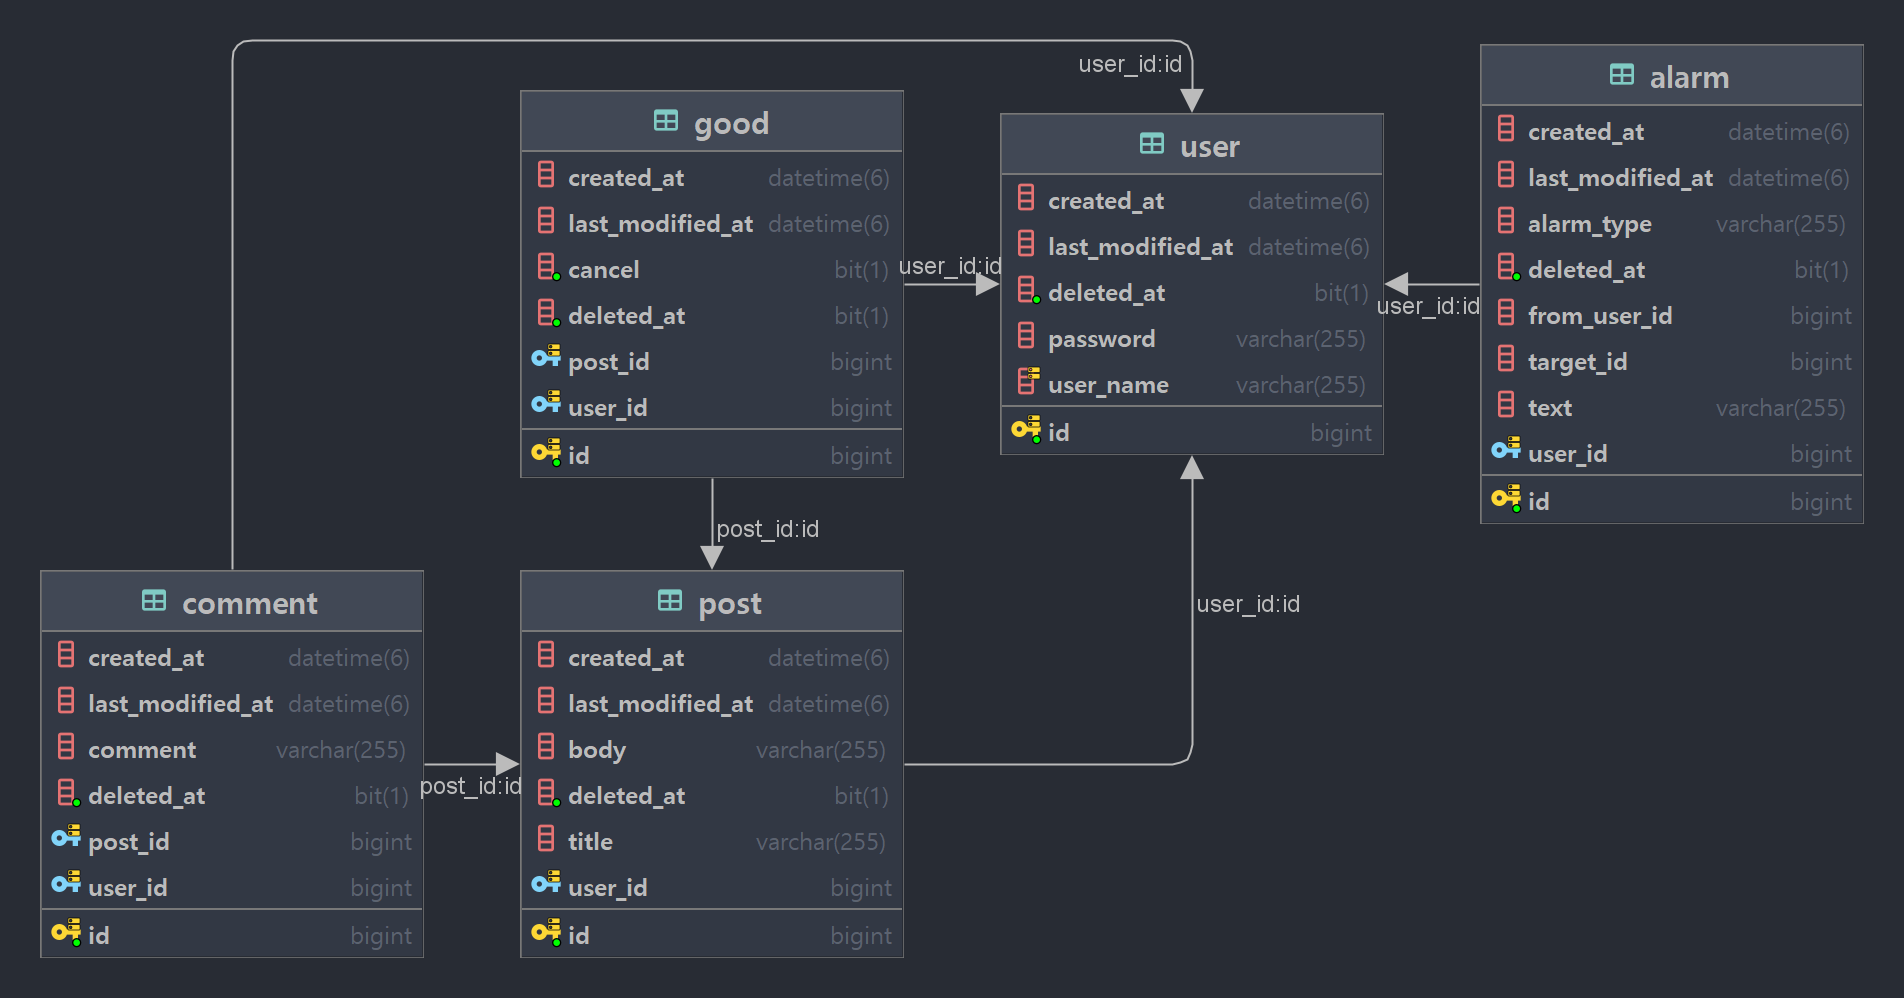 user_id:id
good
created_at datetime(6)
last_modified_at datetime(6)
cancel bit(1)
deleted_at bit(1)
post_id bigint
user_id bigint
id bigint
user_id:id
user
created_at datetime(6)
last_modified_at datetime(6)
deleted_at bit(1)
password varchar(255)
user_name varchar(255)
id bigint
user_id:id
alarm
created_at datetime(6)
last_modified_at datetime(6)
alarm_type varchar(255)
deleted_at bit(1)
from_user_id bigint
target_id bigint
text varchar(255)
user_id bigint
id bigint
post_id:id
user_id:id
comment
created_at datetime(6)
last_modified_at datetime(6)
comment varchar(255)
deleted_at bit(1)
post_id bigint
user_id bigint
id bigint
post_id:id
post
created_at datetime(6)
last_modified_at datetime(6)
body varchar(255)
deleted_at bit(1)
title varchar(255)
user_id bigint
id bigint